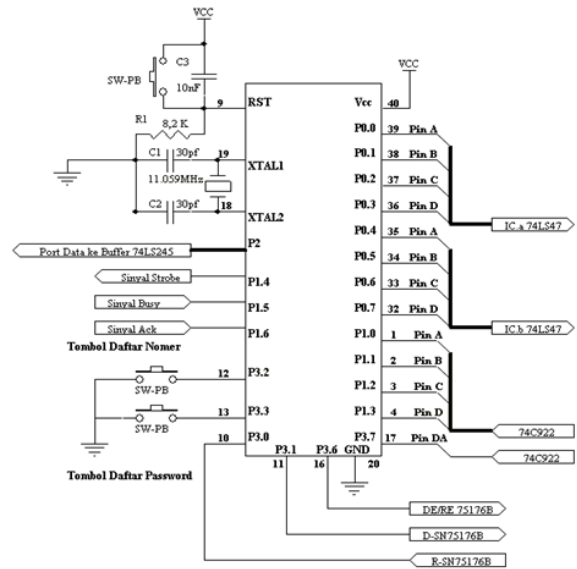 VCC
SW-PB
C3
10nF
9
RST
R1
8,2 K
C1
30pf
19
XTAL1
11.059MHz
C2
30pf
18
XTAL2
P2
Port Data ke Buffer 74LS245
Sinyal Strobe
P1.4
Sinyal Busy
P1.5
Sinyal Ack
P1.6
Tombol Daftar Nomer
12
P3.2
SW-PB
13
P3.3
SW-PB
10
P3.0
Tombol Daftar Password
P3.1
11
P3.6
16
GND
20
VCC
Vcc
40
P0.0
39
Pin A
P0.1
38
Pin B
P0.2
37
Pin C
P0.3
36
Pin D
IC.a 74LS47
P0.4
35
Pin A
P0.5
34
Pin B
P0.6
33
Pin C
P0.7
32
Pin D
IC.b 74LS47
P1.0
1
Pin A
P1.1
2
Pin B
P1.2
3
Pin C
P1.3
4
Pin D
74C922
P3.7
17
Pin DA
74C922
DE/RE 75176B
D-SN75176B
R-SN75176B